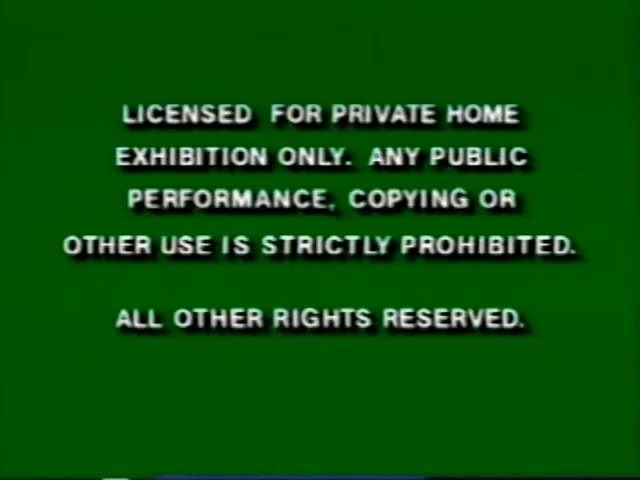 LICENSED FOR PRIVATE HOME
EXHIBITION ONLY. ANY PUBLIC
PERFORMANCE, COPYING OR
OTHER USE IS STRICTLY PROHIBITED.
ALL OTHER RIGHTS RESERVED.